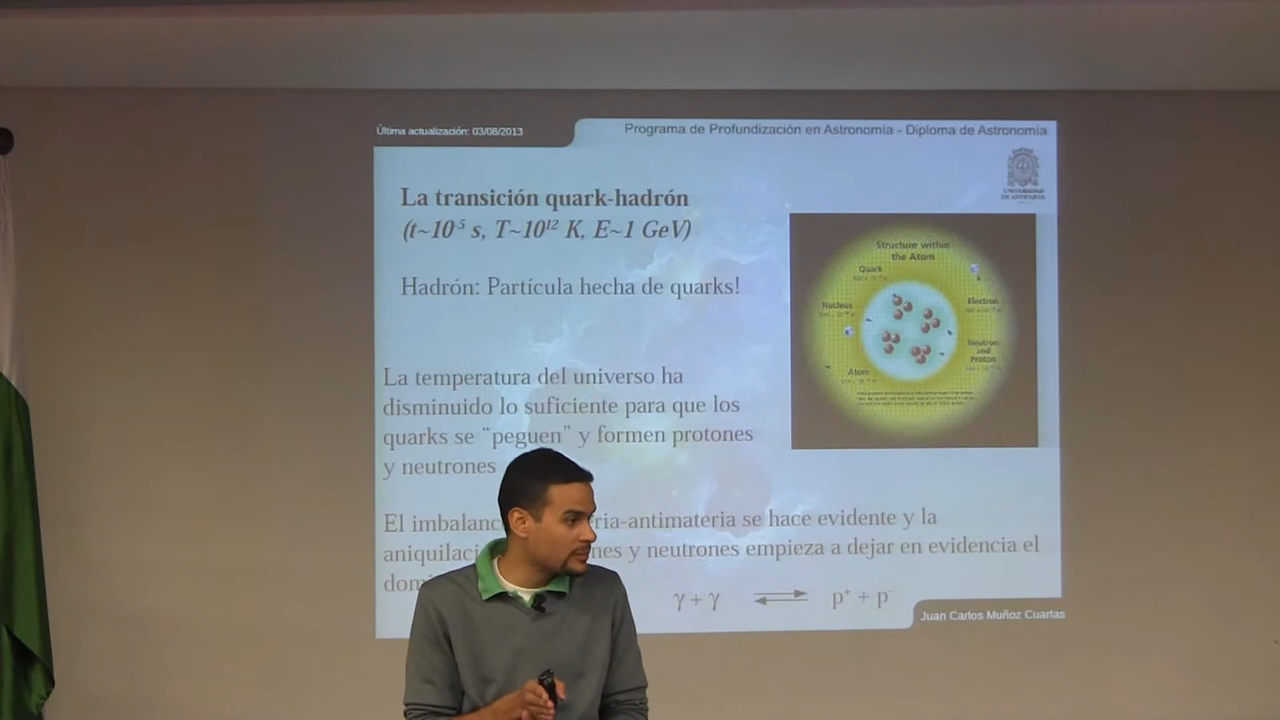 Última actualización: 03/08/2013
Programa de Profundización en Astronomía - Diploma de Astronomía
UNIVERSIDAD
DE ANTIOQUIA
La transición quark-hadrón
(t~10⁻⁵ s, T~10¹² K, E~1 GeV)
Hadrón: Partícula hecha de quarks!
Structure within
the Atom
Quark
Nucleus
Electron
Neutron
and
Proton
Atom
La temperatura del universo ha
disminuido lo suficiente para que los
quarks se “peguen” y formen protones
y neutrones
El imbalanc ria-antimateria se hace evidente y la
aniquilaci nes y neutrones empieza a dejar en evidencia el
γ + γ ⇌ p⁺ + p⁻
Juan Carlos Muñoz Cuartas